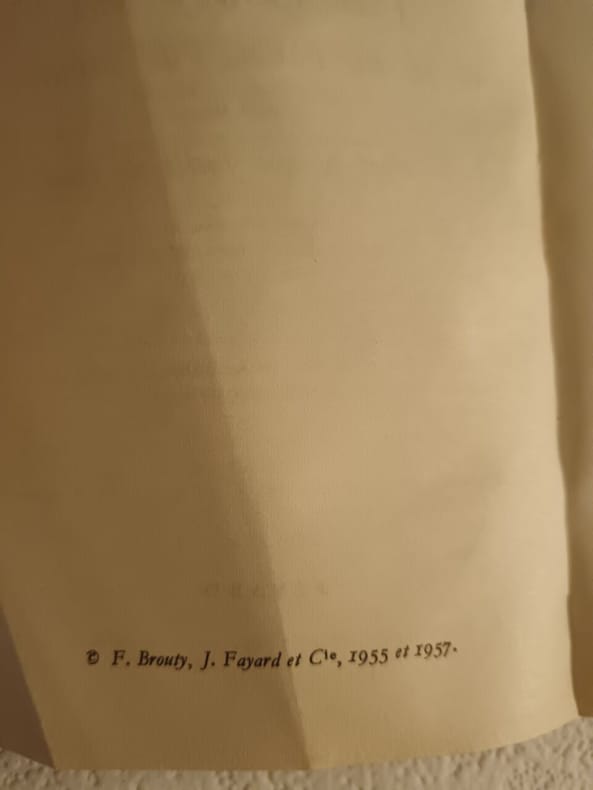 © F. Brouty, J. Fayard et Cie, 1955 et 1957.